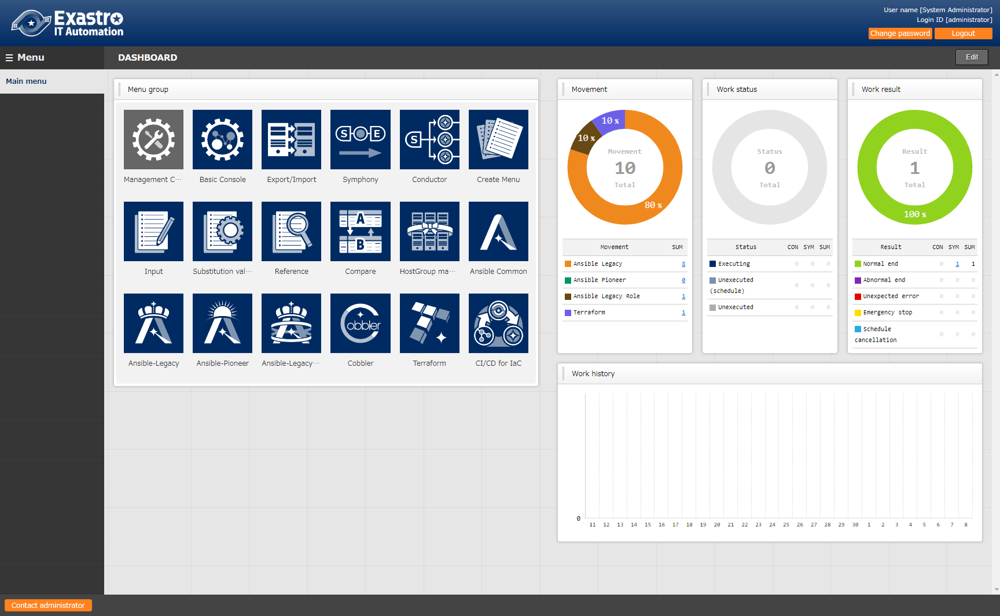 Exastro
IT Automation
User name [System Administrator]
Login ID [administrator]
Change password
Logout
Menu
DASHBOARD
Edit
Main menu
Menu group
S
E
S
Management C…
Basic Console
Export/Import
Symphony
Conductor
Create Menu
A
B
Input
Substitution val…
Reference
Compare
HostGroup ma…
Ansible Common
Cobbler
Ansible-Legacy
Ansible-Pioneer
Ansible-Legacy…
Cobbler
Terraform
CI/CD for IaC
Movement
10 %
10 %
Movement
10
Total
80 %
Movement SUM
Ansible Legacy 8
Ansible Pioneer 0
Ansible Legacy Role 1
Terraform 1
Work status
Status
0
Total
Status CON SYM SUM
Executing 0 0 0
Unexecuted
(schedule) 0 0 0
Unexecuted 0 0 0
Work result
Result
1
Total
100 %
Result CON SYM SUM
Normal end 0 1 1
Abnormal end 0 0 0
Unexpected error 0 0 0
Emergency stop 0 0 0
Schedule
cancellation 0 0 0
Work history
0
11 12 13 14 15 16 17 18 19 20 21 22 23 24 25 26 27 28 29 30 1 2 3 4 5 6 7 8
Contact administrator